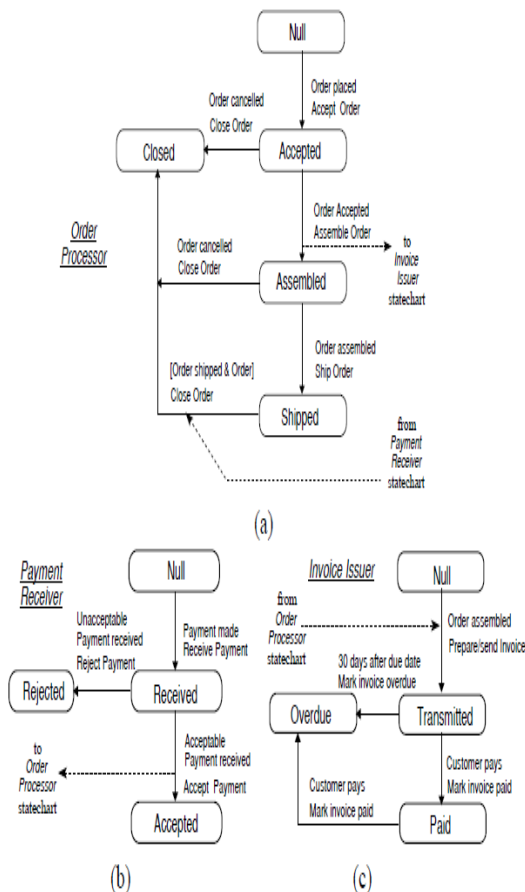 Null
Order placed
Accept Order
Order cancelled
Close Order
Closed
Accepted
Order
Processor
Order Accepted
Assemble Order
to
Invoice
Issuer
statechart
Order cancelled
Close Order
Assembled
Order assembled
Ship Order
[Order shipped & Order]
Close Order
Shipped
from
Payment
Receiver
statechart
(a)
Payment
Receiver
Null
Unacceptable
Payment received
Reject Payment
Payment made
Receive Payment
Rejected
Received
to
Order
Processor
statechart
Acceptable
Payment received
Accept Payment
Accepted
(b)
Invoice Issuer
Null
from
Order
Processor
statechart
Order assembled
Prepare/send Invoice
30 days after due date
Mark invoice overdue
Overdue
Transmitted
Customer pays
Mark invoice paid
Customer pays
Mark invoice paid
Paid
(c)